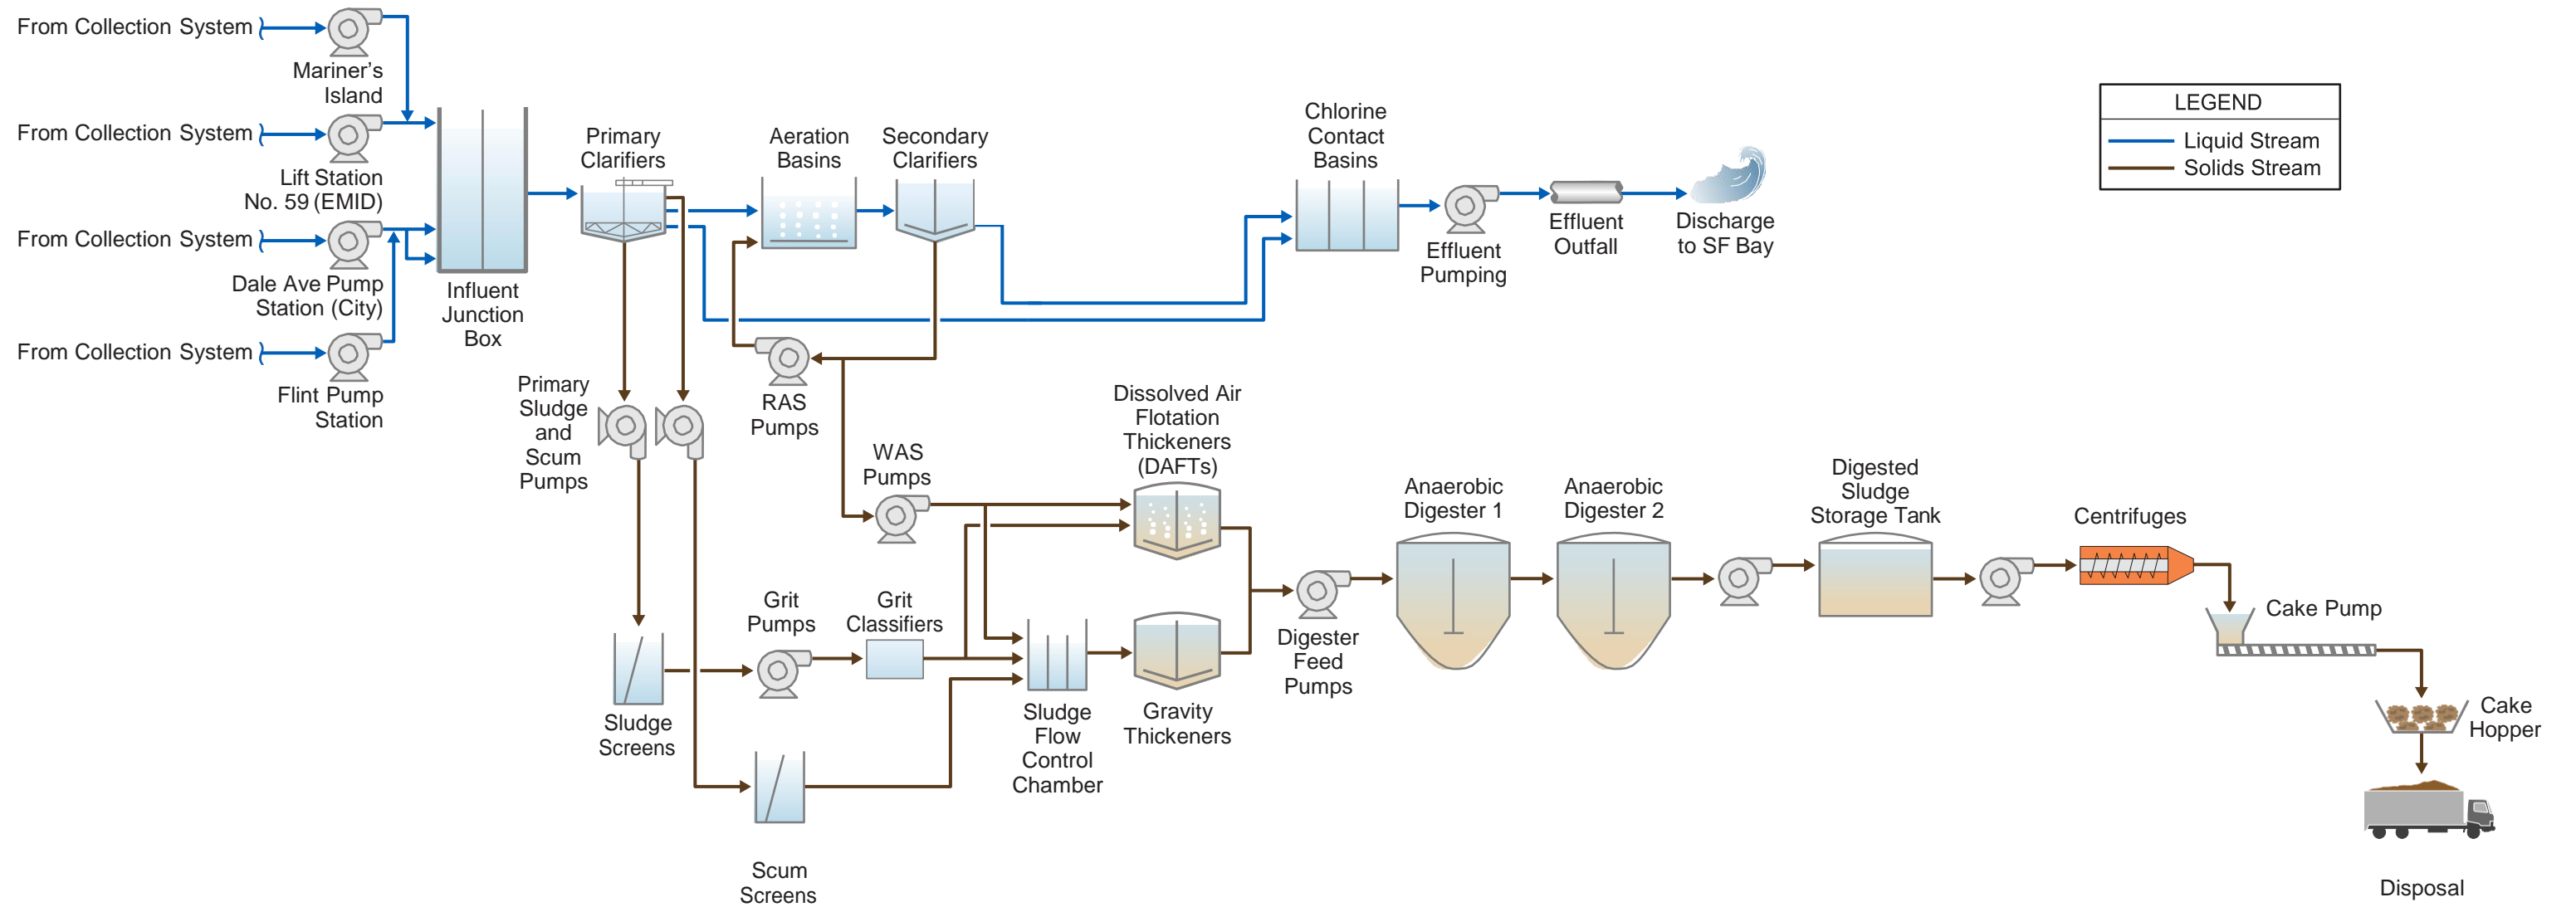 From Collection System
Mariner's
Island
From Collection System
Lift Station
No. 59 (EMID)
From Collection System
Dale Ave Pump
Station (City)
From Collection System
Flint Pump
Station
Influent
Junction
Box
Primary
Clarifiers
Aeration
Basins
Secondary
Clarifiers
Chlorine
Contact
Basins
Effluent
Pumping
Effluent
Outfall
Discharge
to SF Bay
LEGEND
Liquid Stream
Solids Stream
Primary
Sludge
and
Scum
Pumps
RAS
Pumps
WAS
Pumps
Dissolved Air
Flotation
Thickeners
(DAFTs)
Grit
Pumps
Grit
Classifiers
Sludge
Screens
Scum
Screens
Sludge
Flow
Control
Chamber
Gravity
Thickeners
Digester
Feed
Pumps
Anaerobic
Digester 1
Anaerobic
Digester 2
Digested
Sludge
Storage Tank
Centrifuges
Cake Pump
Cake
Hopper
Disposal